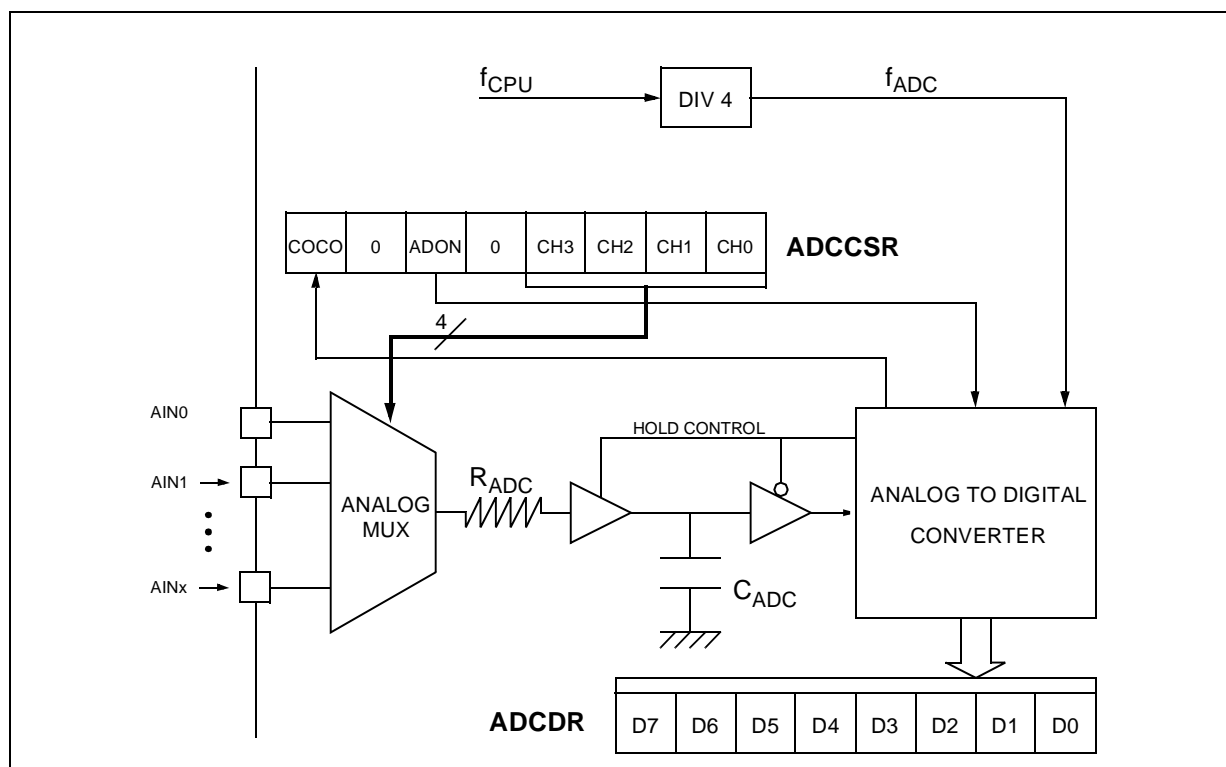 fCPU
DIV 4
fADC
COCO 0 ADON 0 CH3 CH2 CH1 CH0 ADCCSR
4
AIN0
HOLD CONTROL
AIN1
RADC
ANALOG
MUX
ANALOG TO DIGITAL
CONVERTER
AINx
CADC
ADCDR D7 D6 D5 D4 D3 D2 D1 D0